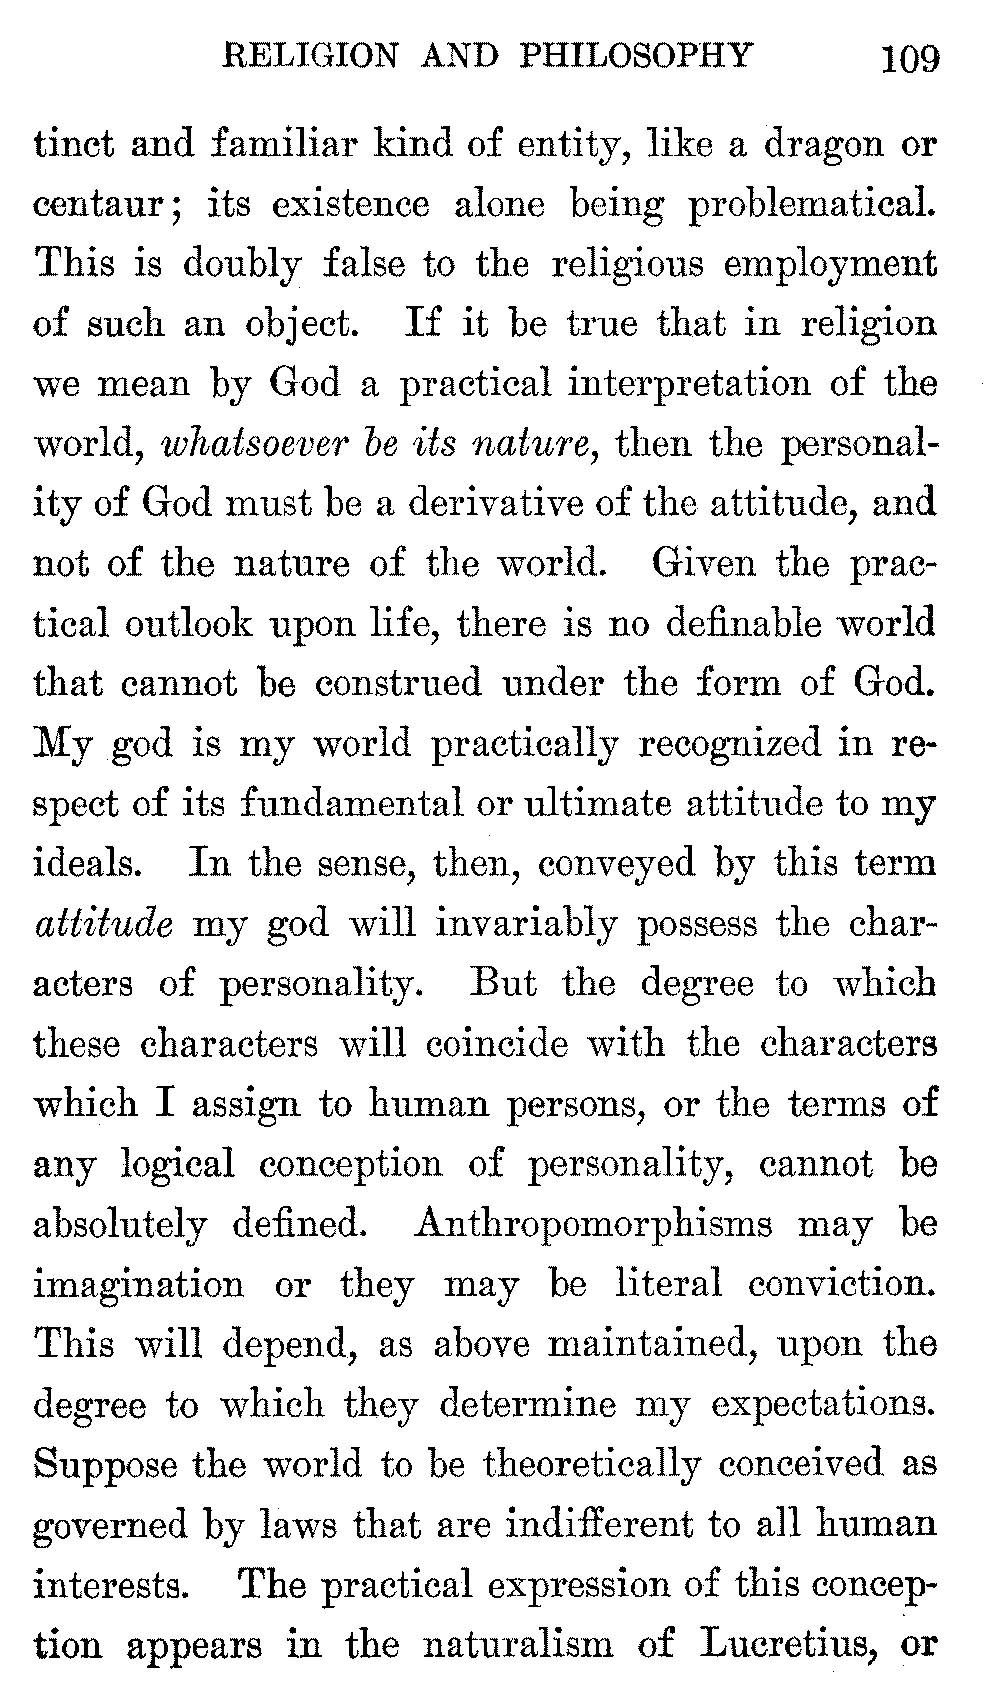 RELIGION AND PHILOSOPHY 109
tinct and familiar kind of entity, like a dragon or
centaur; its existence alone being problematical.
This is doubly false to the religious employment
of such an object. If it be true that in religion
we mean by God a practical interpretation of the
world, whatsoever be its nature, then the personal-
ity of God must be a derivative of the attitude, and
not of the nature of the world. Given the prac-
tical outlook upon life, there is no definable world
that cannot be construed under the form of God.
My god is my world practically recognized in re-
spect of its fundamental or ultimate attitude to my
ideals. In the sense, then, conveyed by this term
attitude my god will invariably possess the char-
acters of personality. But the degree to which
these characters will coincide with the characters
which I assign to human persons, or the terms of
any logical conception of personality, cannot be
absolutely defined. Anthropomorphisms may be
imagination or they may be literal conviction.
This will depend, as above maintained, upon the
degree to which they determine my expectations.
Suppose the world to be theoretically conceived as
governed by laws that are indifferent to all human
interests. The practical expression of this concep-
tion appears in the naturalism of Lucretius, or